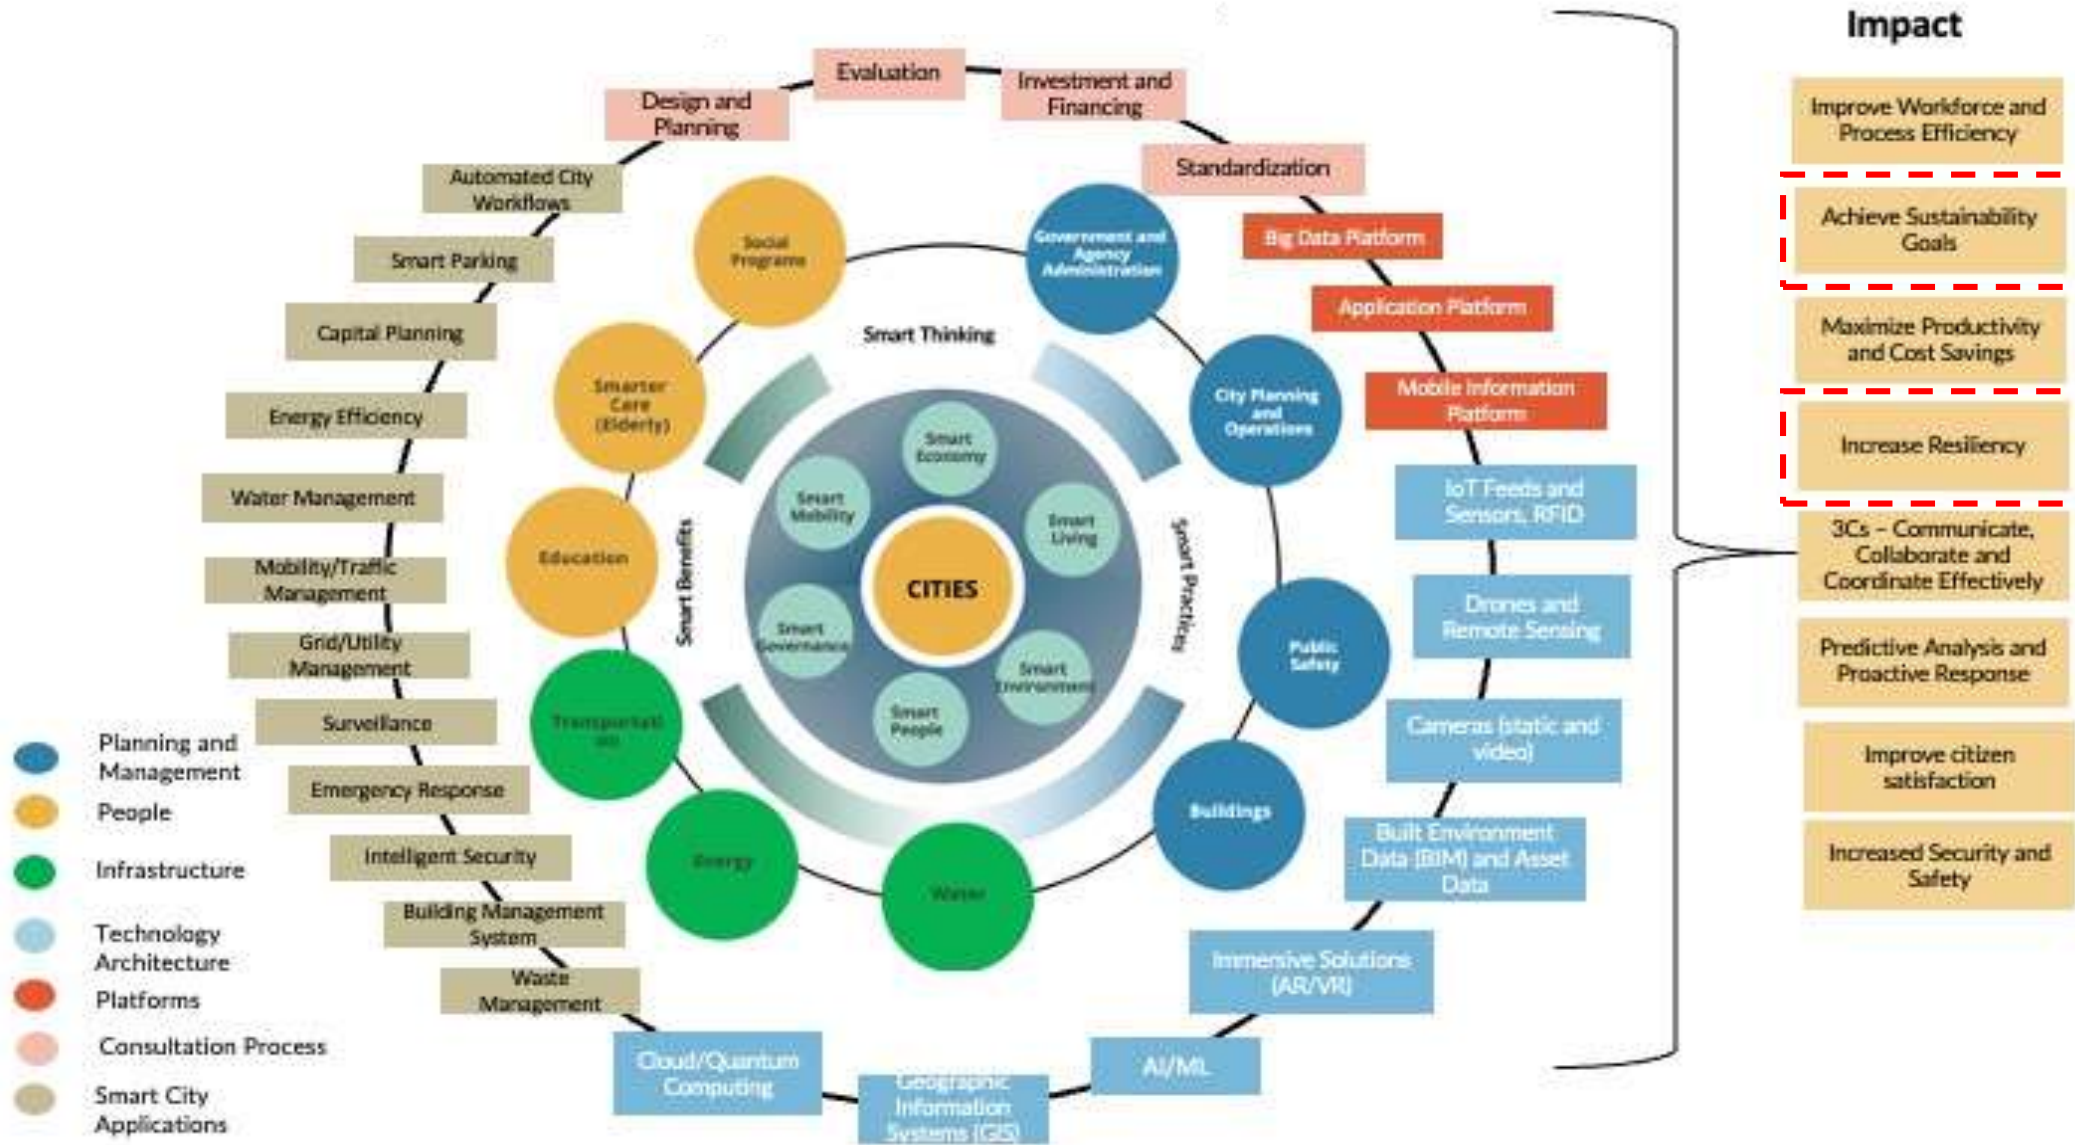 Impact
Evaluation
Investment and
Financing
Design and
Planning
Standardization
Automated City
Workflows
Smart Parking
Capital Planning
Energy Efficiency
Water Management
Mobility/Traffic
Management
Grid/Utility
Management
Surveillance
Emergency Response
Intelligent Security
Building Management
System
Waste
Management
Cloud/Quantum
Computing
Geographic
Information
Systems (GIS)
AI/ML
Immersive Solutions
(AR/VR)
Built Environment
Data (BIM) and Asset
Data
Cameras (static and
video)
Drones and
Remote Sensing
IoT Feeds and
Sensors, RFID
Mobile Information
Platform
Application Platform
Big Data Platform
Social
Programs
Government and
Agency
Administration
City Planning
and
Operations
Public
Safety
Buildings
Water
Energy
Transportati
on
Education
Smarter
Care
(Elderly)
Smart Thinking
Smart Practices
Smart Benefits
Smart
Economy
Smart
Living
Smart
Environment
Smart
People
Smart
Governance
Smart
Mobility
CITIES
Planning and
Management
People
Infrastructure
Technology
Architecture
Platforms
Consultation Process
Smart City
Applications
Improve Workforce and
Process Efficiency
Achieve Sustainability
Goals
Maximize Productivity
and Cost Savings
Increase Resiliency
3Cs – Communicate,
Collaborate and
Coordinate Effectively
Predictive Analysis and
Proactive Response
Improve citizen
satisfaction
Increased Security and
Safety